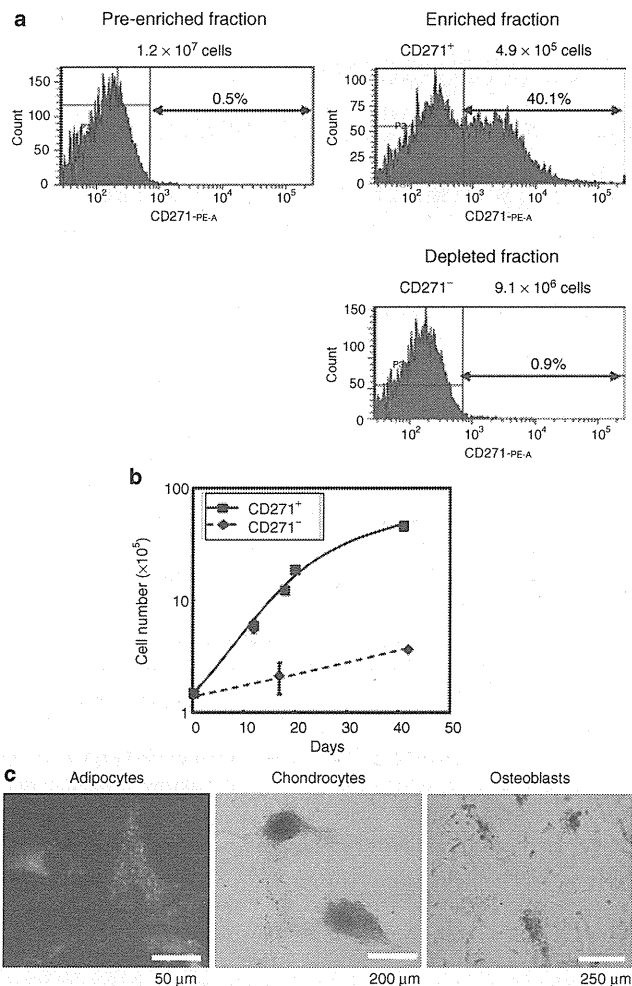 a
Pre-enriched fraction
1.2 × 10⁷ cells
150
100
50
0
Count
0.5%
10² 10³ 10⁴ 10⁵
CD271-PE-A
Enriched fraction
CD271⁺ 4.9 × 10⁵ cells
100
75
50
25
0
Count
P3
40.1%
10² 10³ 10⁴ 10⁵
CD271-PE-A
Depleted fraction
CD271⁻ 9.1 × 10⁶ cells
150
100
50
0
Count
0.9%
10² 10³ 10⁴ 10⁵
CD271-PE-A
b
100
10
1
Cell number (×10⁵)
CD271⁺
CD271⁻
0 10 20 30 40 50
Days
c
Adipocytes Chondrocytes Osteoblasts
50 μm 200 μm 250 μm